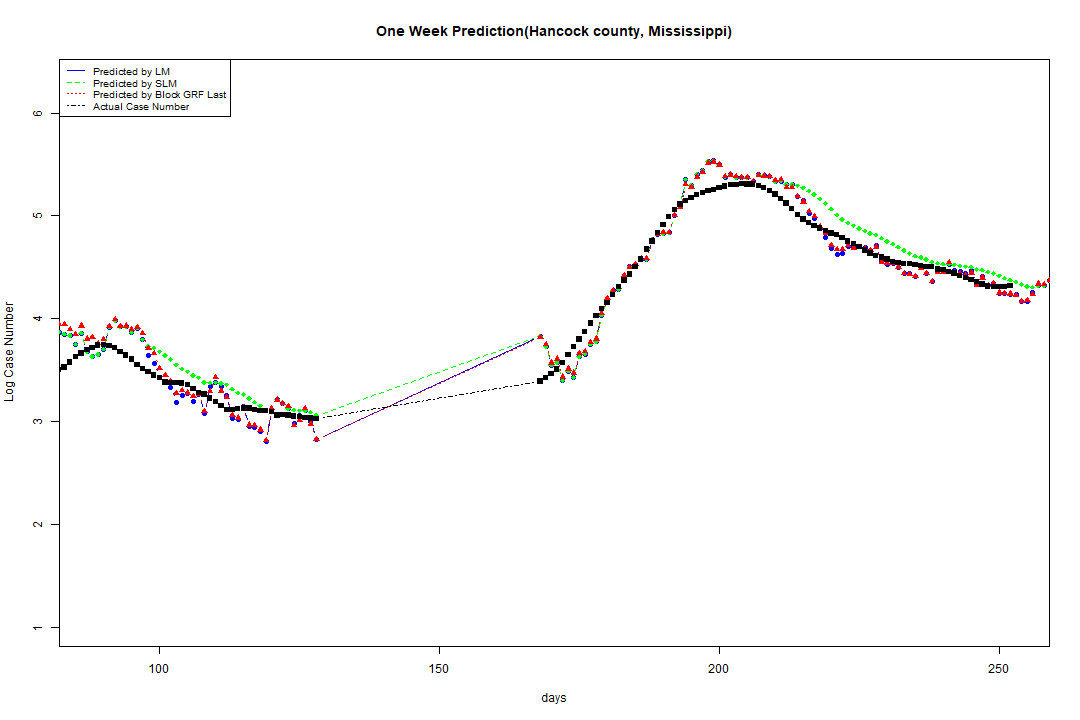 One Week Prediction(Hancock county, Mississippi)
Predicted by LM
Predicted by SLM
Predicted by Block GRF Last
Actual Case Number
Log Case Number
6
5
4
3
2
1
100 150 200 250
days